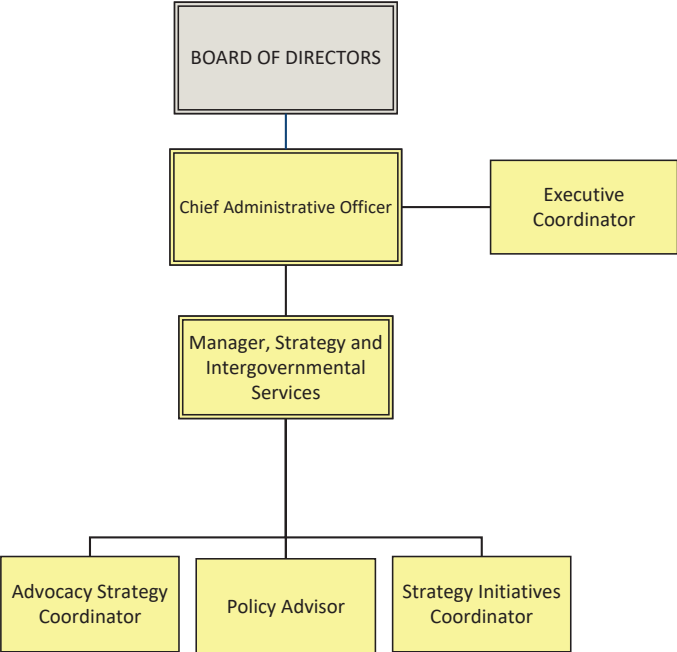 BOARD OF DIRECTORS
Chief Administrative Officer
Executive
Coordinator
Manager, Strategy and
Intergovernmental
Services
Advocacy Strategy
Coordinator
Policy Advisor
Strategy Initiatives
Coordinator